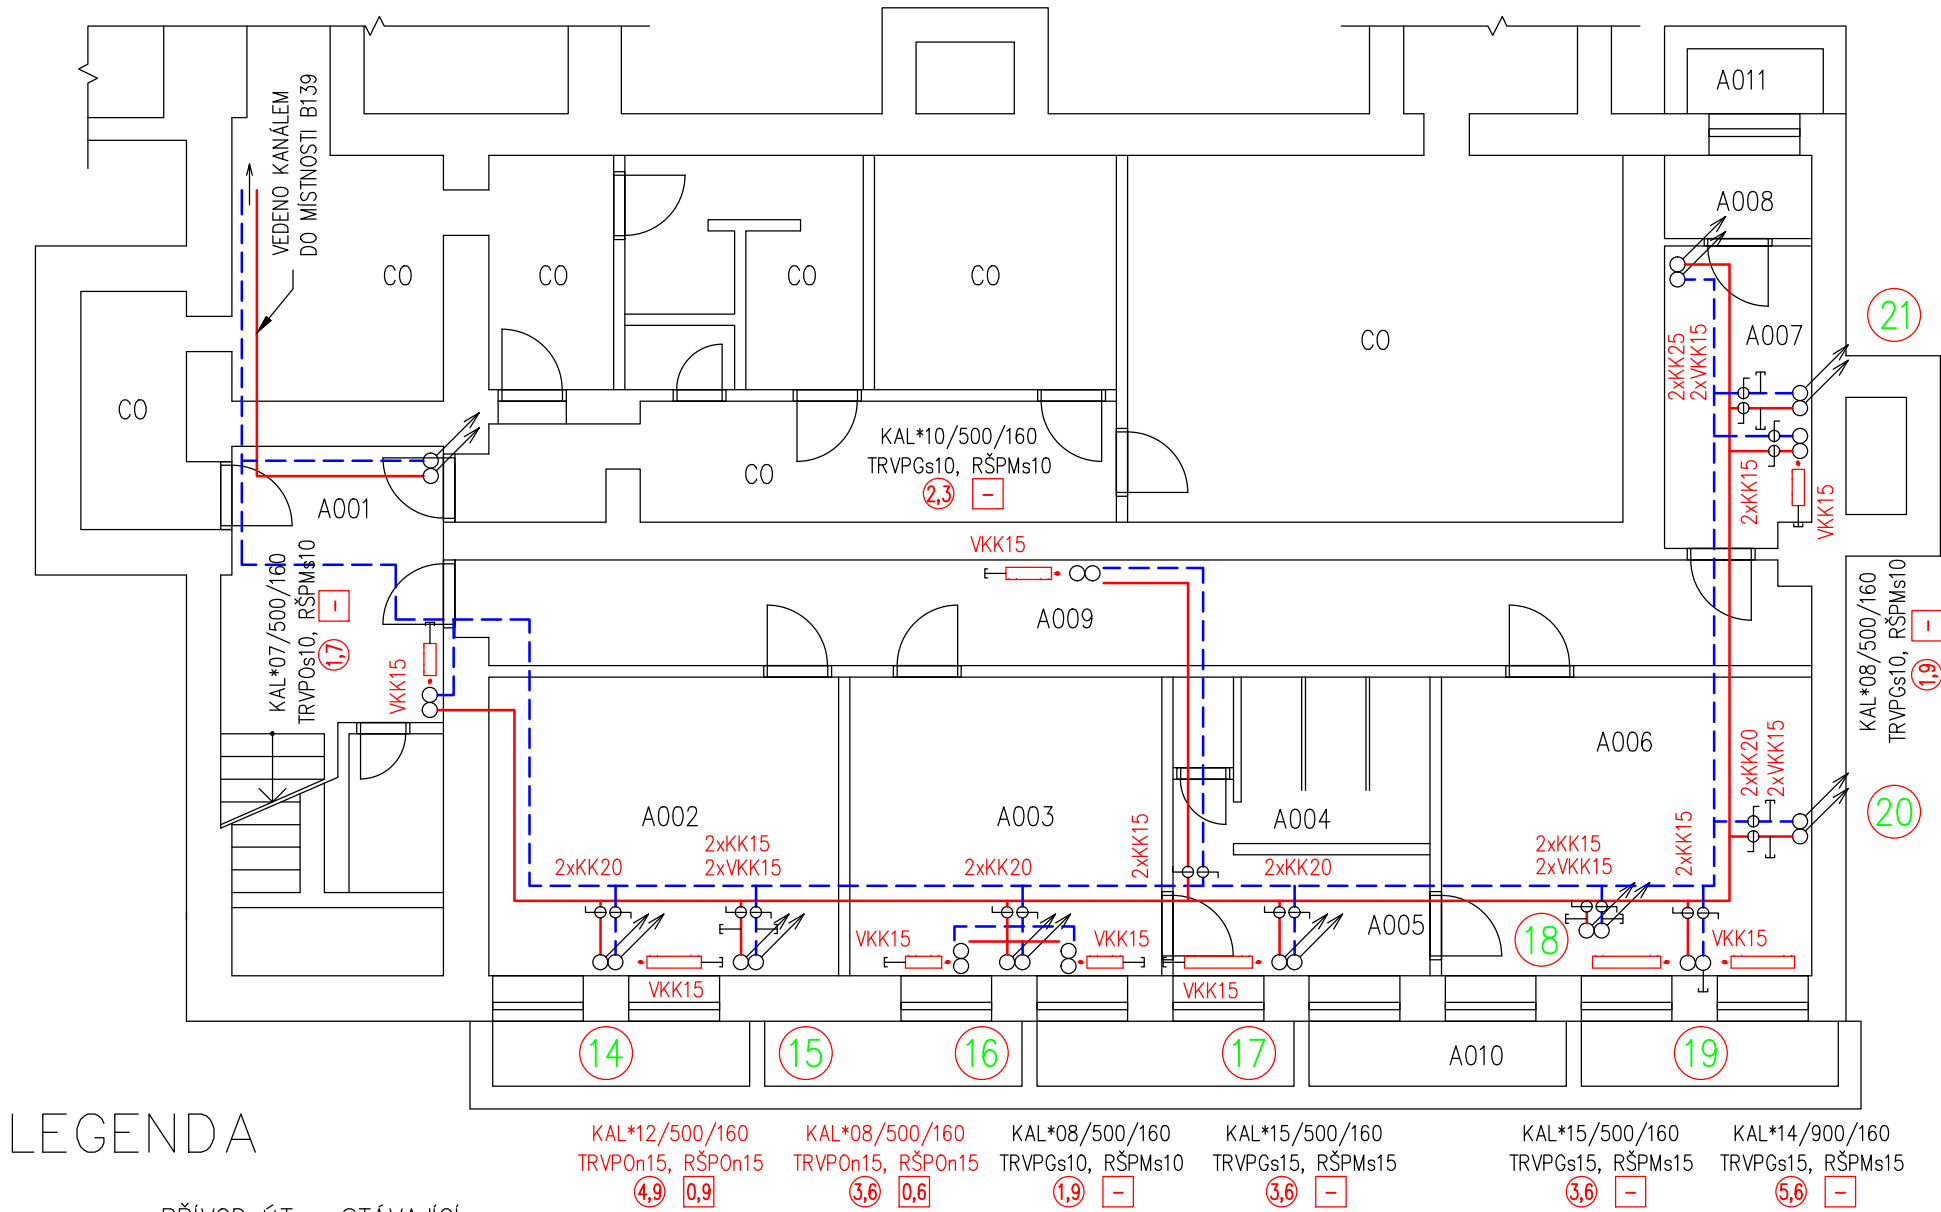 A011
VEDENO KANÁLEM
DO MÍSTNOSTI B139
A008
CO
CO
CO
CO
CO
21
A007
2xKK25
2xVKK15
CO
KAL*10/500/160
TRVPGs10, RŠPMs10
2,3 -
CO
A001
2xKK15
VKK15
VKK15
KAL*07/500/160
TRVPOs10, RŠPMs10
1,7 -
VKK15
A009
KAL*08/500/160
TRVPGs10, RŠPMs10
1,9 -
A006
2xKK20
2xVKK15
A002
A003
A004
20
2xKK15
2xKK15
2xKK20
2xKK15
2xVKK15
2xKK20
2xKK20
2xKK15
2xVKK15
A005
18
VKK15
VKK15
VKK15
VKK15
VKK15
14
15
16
17
A010
19
LEGENDA
KAL*12/500/160
TRVPOn15, RŠPOn15
4,9 0,9
KAL*08/500/160
TRVPOn15, RŠPOn15
3,6 0,6
KAL*08/500/160
TRVPGs10, RŠPMs10
1,9 -
KAL*15/500/160
TRVPGs15, RŠPMs15
3,6 -
KAL*15/500/160
TRVPGs15, RŠPMs15
3,6 -
KAL*14/900/160
TRVPGs15, RŠPMs15
5,6 -